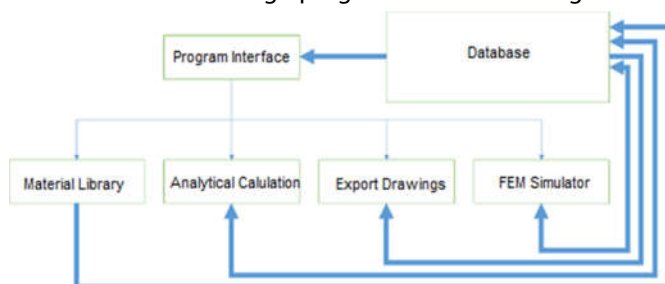 Database
Program Interface
Material Library
Analytical Calulation
Export Drawings
FEM Simulator